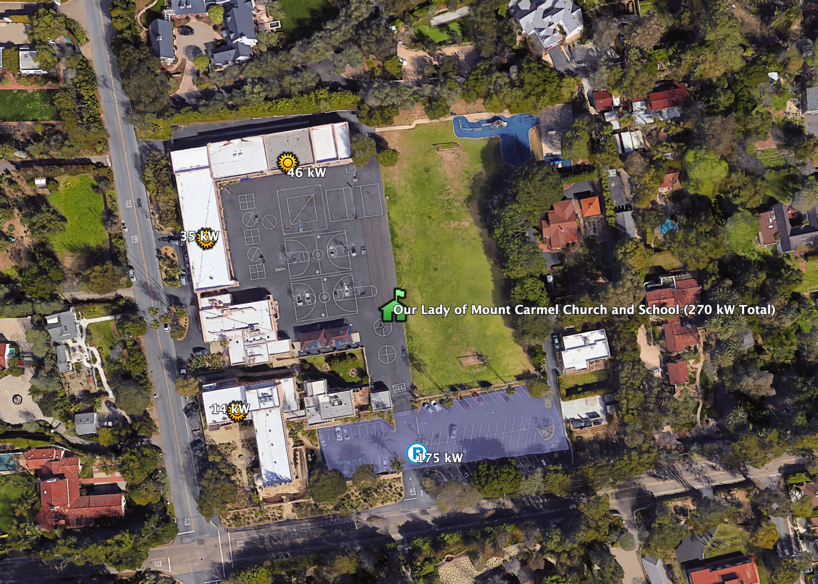 46 kW
35 kW
Our Lady of Mount Carmel Church and School (270 kW Total)
14 kW
P
175 kW